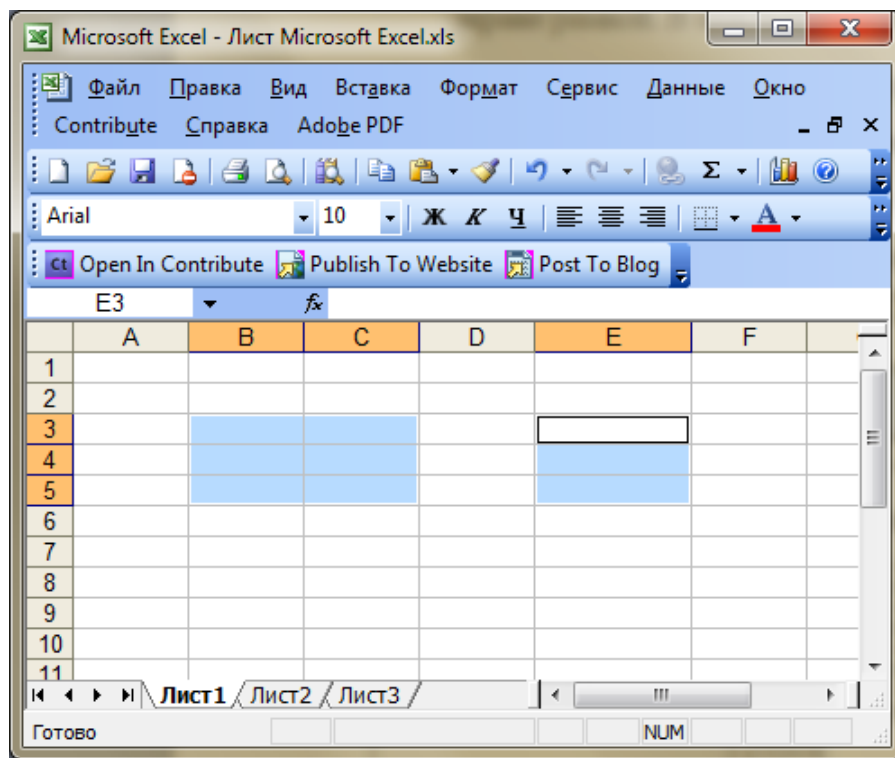 Microsoft Excel - Лист Microsoft Excel.xls
Файл Правка Вид Вставка Формат Сервис Данные Окно
Contribute Справка Adobe PDF
Arial 10 Ж К Ч A
Ct Open In Contribute Publish To Website Post To Blog
E3 fx
A B C D E F
1
2
3
4
5
6
7
8
9
10
11
Лист1 Лист2 Лист3
Готово NUM